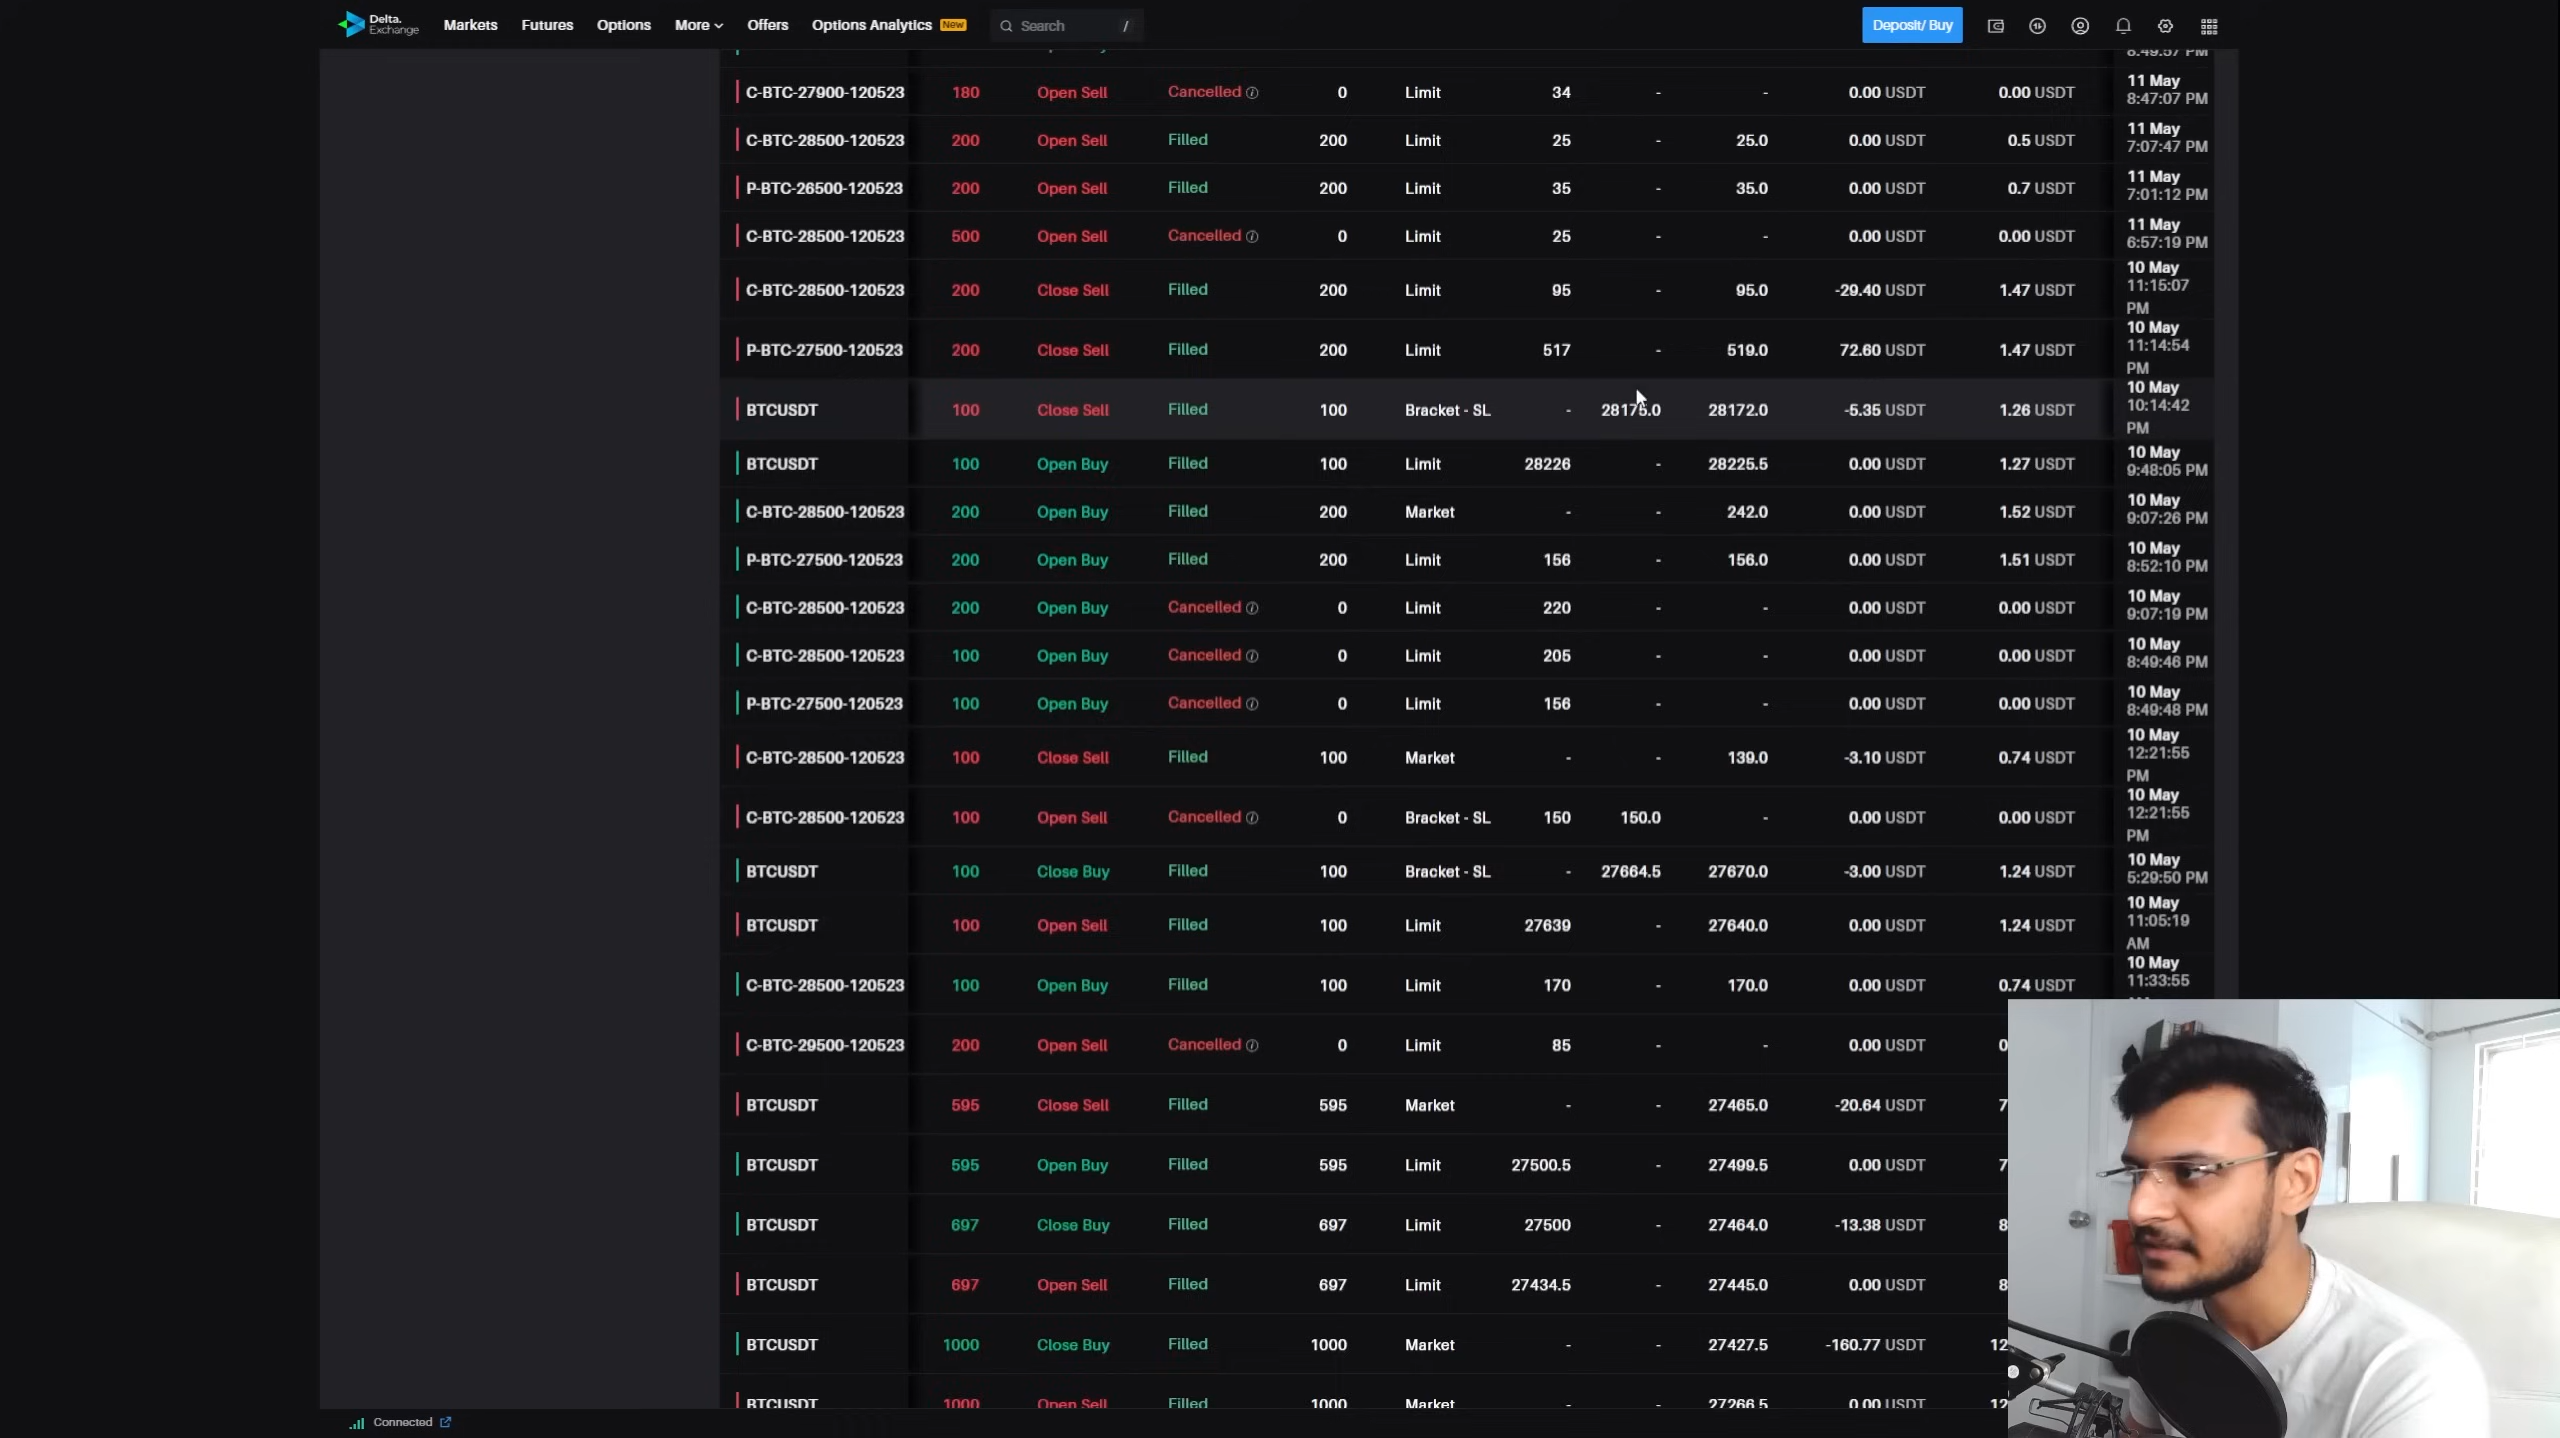 Delta. Exchange Markets Futures Options More Offers Options Analytics New Search / Deposit/ Buy
8:49:57 PM
C-BTC-27900-120523 180 Open Sell Cancelled 0 Limit 34 - - 0.00 USDT 0.00 USDT 11 May 8:47:07 PM
C-BTC-28500-120523 200 Open Sell Filled 200 Limit 25 - 25.0 0.00 USDT 0.5 USDT 11 May 7:07:47 PM
P-BTC-26500-120523 200 Open Sell Filled 200 Limit 35 - 35.0 0.00 USDT 0.7 USDT 11 May 7:01:12 PM
C-BTC-28500-120523 500 Open Sell Cancelled 0 Limit 25 - - 0.00 USDT 0.00 USDT 11 May 6:57:19 PM
C-BTC-28500-120523 200 Close Sell Filled 200 Limit 95 - 95.0 -29.40 USDT 1.47 USDT 10 May 11:15:07 PM
P-BTC-27500-120523 200 Close Sell Filled 200 Limit 517 - 519.0 72.60 USDT 1.47 USDT 10 May 11:14:54 PM
BTCUSDT 100 Close Sell Filled 100 Bracket - SL - 28175.0 28172.0 -5.35 USDT 1.26 USDT 10 May 10:14:42 PM
BTCUSDT 100 Open Buy Filled 100 Limit 28226 - 28225.5 0.00 USDT 1.27 USDT 10 May 9:48:05 PM
C-BTC-28500-120523 200 Open Buy Filled 200 Market - - 242.0 0.00 USDT 1.52 USDT 10 May 9:07:26 PM
P-BTC-27500-120523 200 Open Buy Filled 200 Limit 156 - 156.0 0.00 USDT 1.51 USDT 10 May 8:52:10 PM
C-BTC-28500-120523 200 Open Buy Cancelled 0 Limit 220 - - 0.00 USDT 0.00 USDT 10 May 9:07:19 PM
C-BTC-28500-120523 100 Open Buy Cancelled 0 Limit 205 - - 0.00 USDT 0.00 USDT 10 May 8:49:46 PM
P-BTC-27500-120523 100 Open Buy Cancelled 0 Limit 156 - - 0.00 USDT 0.00 USDT 10 May 8:49:48 PM
C-BTC-28500-120523 100 Close Sell Filled 100 Market - - 139.0 -3.10 USDT 0.74 USDT 10 May 12:21:55 PM
C-BTC-28500-120523 100 Open Sell Cancelled 0 Bracket - SL 150 150.0 - 0.00 USDT 0.00 USDT 10 May 12:21:55 PM
BTCUSDT 100 Close Buy Filled 100 Bracket - SL - 27664.5 27670.0 -3.00 USDT 1.24 USDT 10 May 5:29:50 PM
BTCUSDT 100 Open Sell Filled 100 Limit 27639 - 27640.0 0.00 USDT 1.24 USDT 10 May 11:05:19 AM
C-BTC-28500-120523 100 Open Buy Filled 100 Limit 170 - 170.0 0.00 USDT 0.74 USDT 10 May 11:33:55
C-BTC-29500-120523 200 Open Sell Cancelled 0 Limit 85 - - 0.00 USDT 0
BTCUSDT 595 Close Sell Filled 595 Market - - 27465.0 -20.64 USDT 7
BTCUSDT 595 Open Buy Filled 595 Limit 27500.5 - 27499.5 0.00 USDT 7
BTCUSDT 697 Close Buy Filled 697 Limit 27500 - 27464.0 -13.38 USDT 8
BTCUSDT 697 Open Sell Filled 697 Limit 27434.5 - 27445.0 0.00 USDT 8
BTCUSDT 1000 Close Buy Filled 1000 Market - - 27427.5 -160.77 USDT 12
BTCUSDT 1000 Open Sell Filled 1000 Market - - 27266.5 0.00 USDT 12
Connected